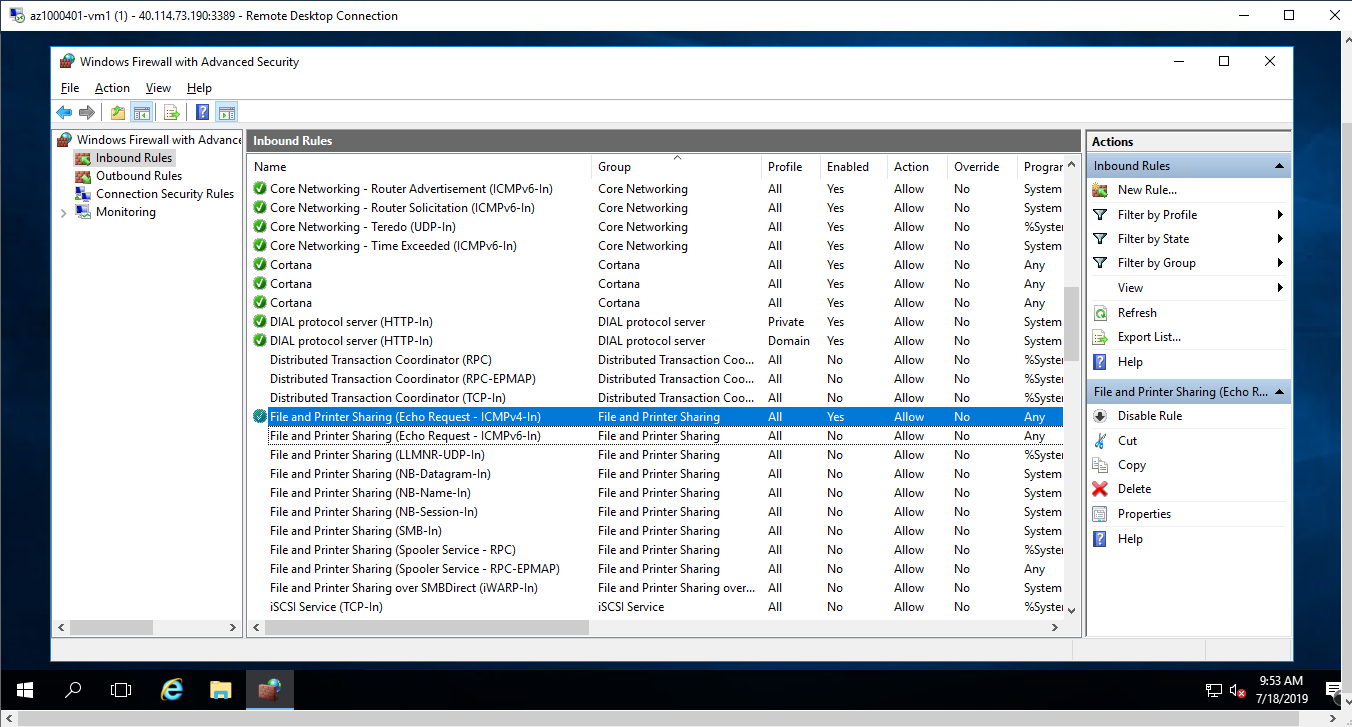 az1000401-vm1 (1) - 40.114.73.190:3389 - Remote Desktop Connection
Windows Firewall with Advanced Security
File Action View Help
Windows Firewall with Advance
Inbound Rules
Outbound Rules
Connection Security Rules
Monitoring
Inbound Rules
Name Group Profile Enabled Action Override Program
Core Networking - Router Advertisement (ICMPv6-In) Core Networking All Yes Allow No System
Core Networking - Router Solicitation (ICMPv6-In) Core Networking All Yes Allow No System
Core Networking - Teredo (UDP-In) Core Networking All Yes Allow No %System
Core Networking - Time Exceeded (ICMPv6-In) Core Networking All Yes Allow No System
Cortana Cortana All Yes Allow No Any
Cortana Cortana All Yes Allow No Any
Cortana Cortana All Yes Allow No Any
DIAL protocol server (HTTP-In) DIAL protocol server Private Yes Allow No System
DIAL protocol server (HTTP-In) DIAL protocol server Domain Yes Allow No System
Distributed Transaction Coordinator (RPC) Distributed Transaction Coo... All No Allow No %System
Distributed Transaction Coordinator (RPC-EPMAP) Distributed Transaction Coo... All No Allow No %System
Distributed Transaction Coordinator (TCP-In) Distributed Transaction Coo... All No Allow No %System
File and Printer Sharing (Echo Request - ICMPv4-In) File and Printer Sharing All Yes Allow No Any
File and Printer Sharing (Echo Request - ICMPv6-In) File and Printer Sharing All No Allow No Any
File and Printer Sharing (LLMNR-UDP-In) File and Printer Sharing All No Allow No %System
File and Printer Sharing (NB-Datagram-In) File and Printer Sharing All No Allow No System
File and Printer Sharing (NB-Name-In) File and Printer Sharing All No Allow No System
File and Printer Sharing (NB-Session-In) File and Printer Sharing All No Allow No System
File and Printer Sharing (SMB-In) File and Printer Sharing All No Allow No System
File and Printer Sharing (Spooler Service - RPC) File and Printer Sharing All No Allow No %System
File and Printer Sharing (Spooler Service - RPC-EPMAP) File and Printer Sharing All No Allow No Any
File and Printer Sharing over SMBDirect (iWARP-In) File and Printer Sharing over... All No Allow No System
iSCSI Service (TCP-In) iSCSI Service All No Allow No %System
Actions
Inbound Rules
New Rule...
Filter by Profile
Filter by State
Filter by Group
View
Refresh
Export List...
Help
File and Printer Sharing (Echo R...
Disable Rule
Cut
Copy
Delete
Properties
Help
9:53 AM
7/18/2019